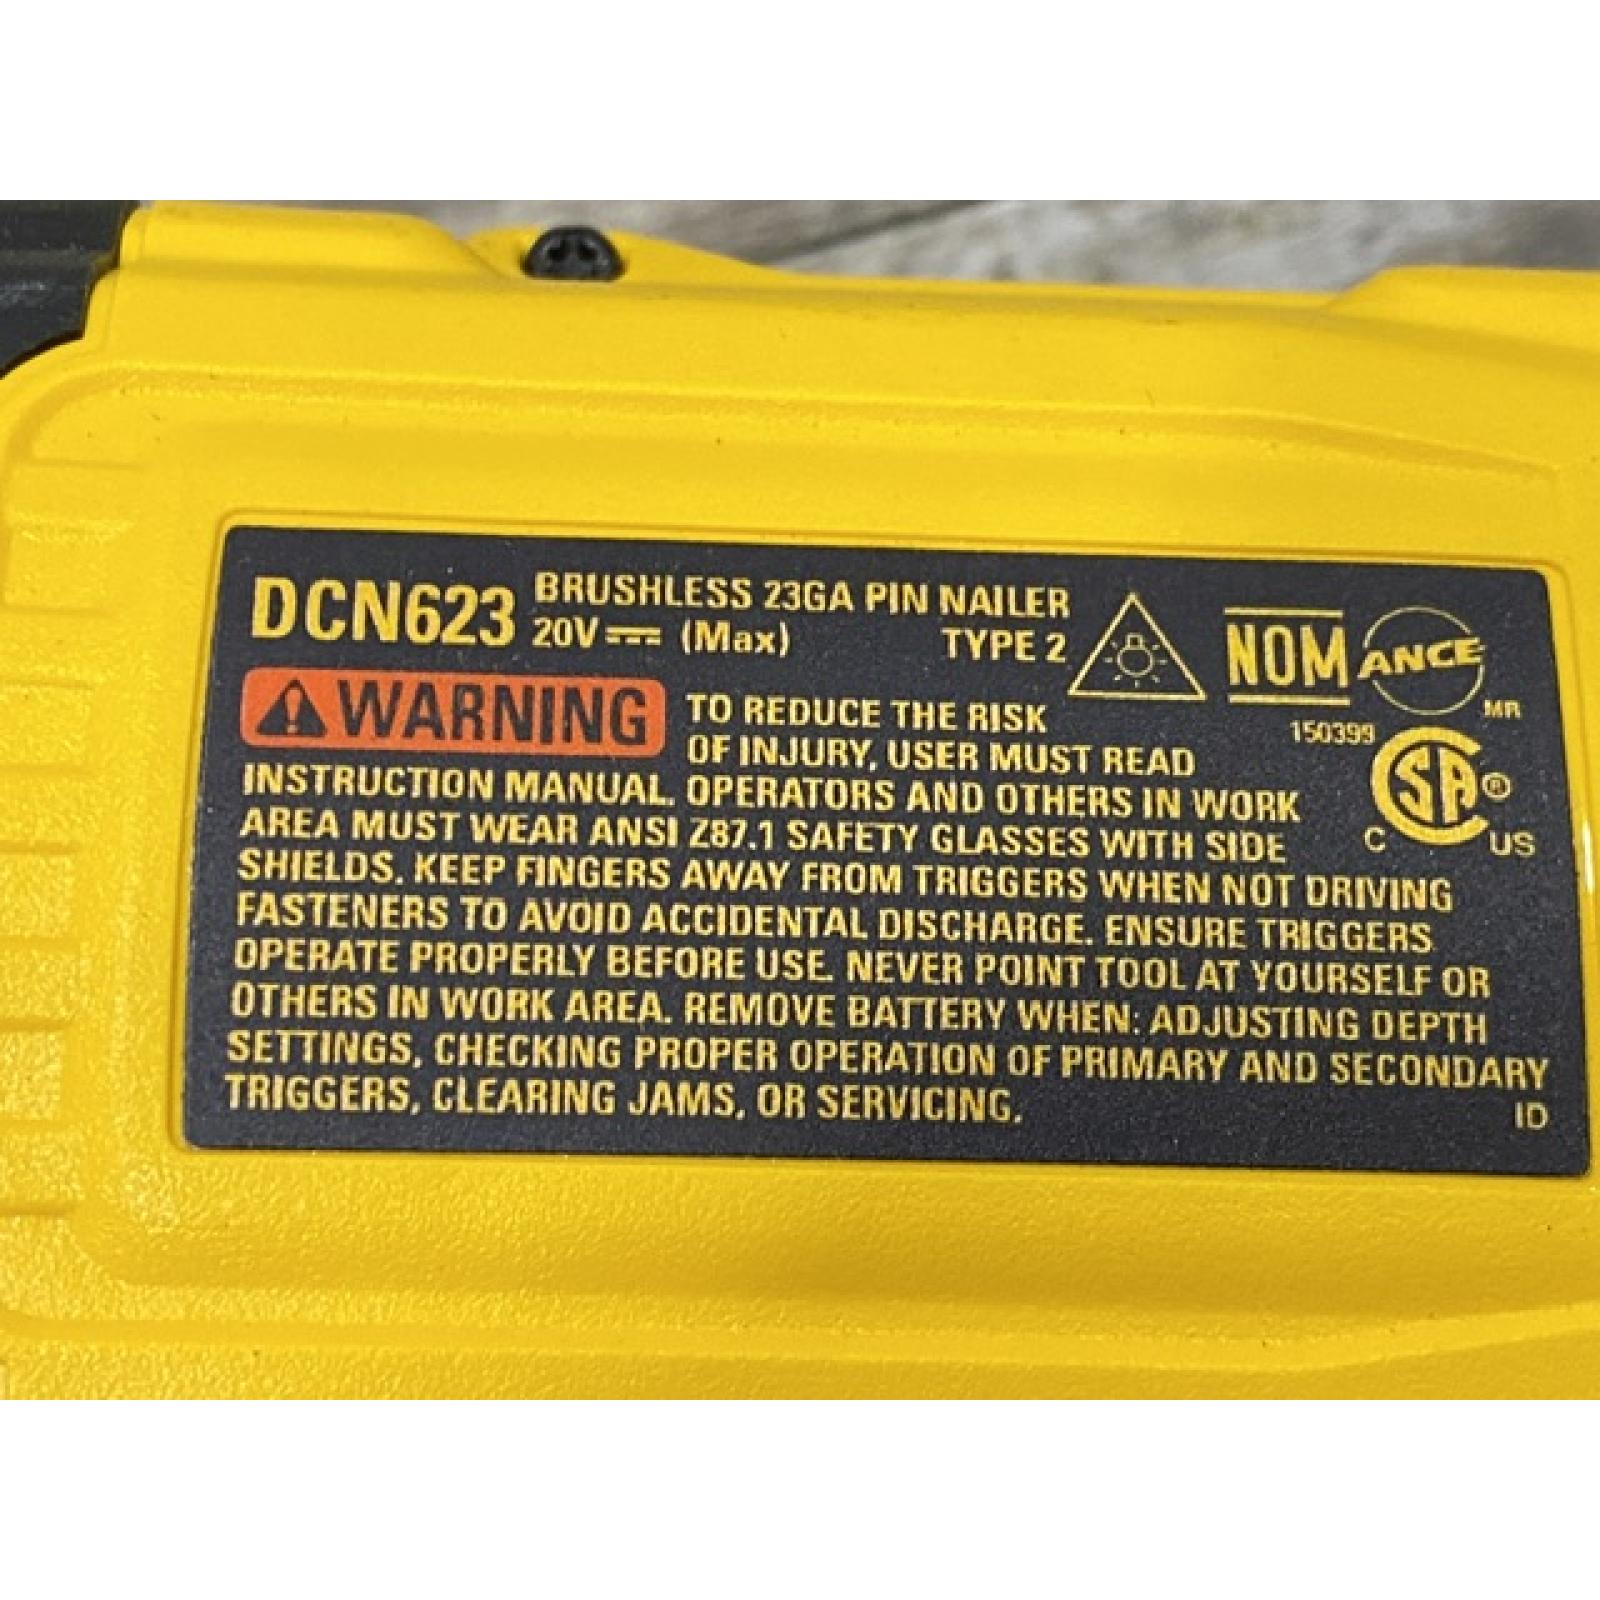 DCN623 BRUSHLESS 23GA PIN NAILER
20V (Max) TYPE 2
NOM ANCE
MR
WARNING TO REDUCE THE RISK
150399
OF INJURY, USER MUST READ
SA ®
INSTRUCTION MANUAL. OPERATORS AND OTHERS IN WORK
AREA MUST WEAR ANSI Z87.1 SAFETY GLASSES WITH SIDE
C US
SHIELDS. KEEP FINGERS AWAY FROM TRIGGERS WHEN NOT DRIVING
FASTENERS TO AVOID ACCIDENTAL DISCHARGE. ENSURE TRIGGERS
OPERATE PROPERLY BEFORE USE. NEVER POINT TOOL AT YOURSELF OR
OTHERS IN WORK AREA. REMOVE BATTERY WHEN: ADJUSTING DEPTH
SETTINGS, CHECKING PROPER OPERATION OF PRIMARY AND SECONDARY
TRIGGERS, CLEARING JAMS, OR SERVICING.
ID